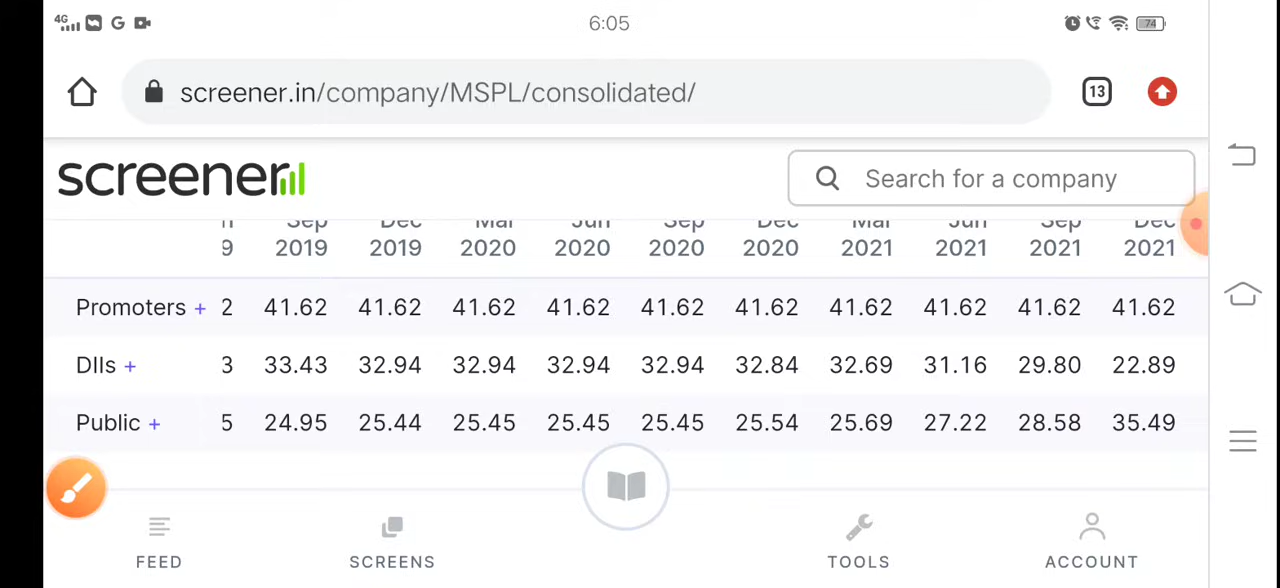 4G G 6:05 74
screener.in/company/MSPL/consolidated/ 13
screener Search for a company
Sep Dec Mar Jun Sep Dec Mar Jun Sep Dec
9 2019 2019 2020 2020 2020 2020 2021 2021 2021 2021
Promoters + 2 41.62 41.62 41.62 41.62 41.62 41.62 41.62 41.62 41.62 41.62
DIIs + 3 33.43 32.94 32.94 32.94 32.94 32.84 32.69 31.16 29.80 22.89
Public + 5 24.95 25.44 25.45 25.45 25.45 25.54 25.69 27.22 28.58 35.49
FEED SCREENS TOOLS ACCOUNT